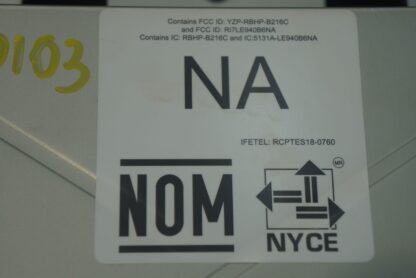 0103
Contains FCC ID: YZP-RBHP-B216C
and FCC ID: RI7LE940B6NA
Contains IC: RBHP-B216C and IC:5131A-LE940B6NA
NA
IFETEL: RCPTES18-0760
NOM
MR
NYCE